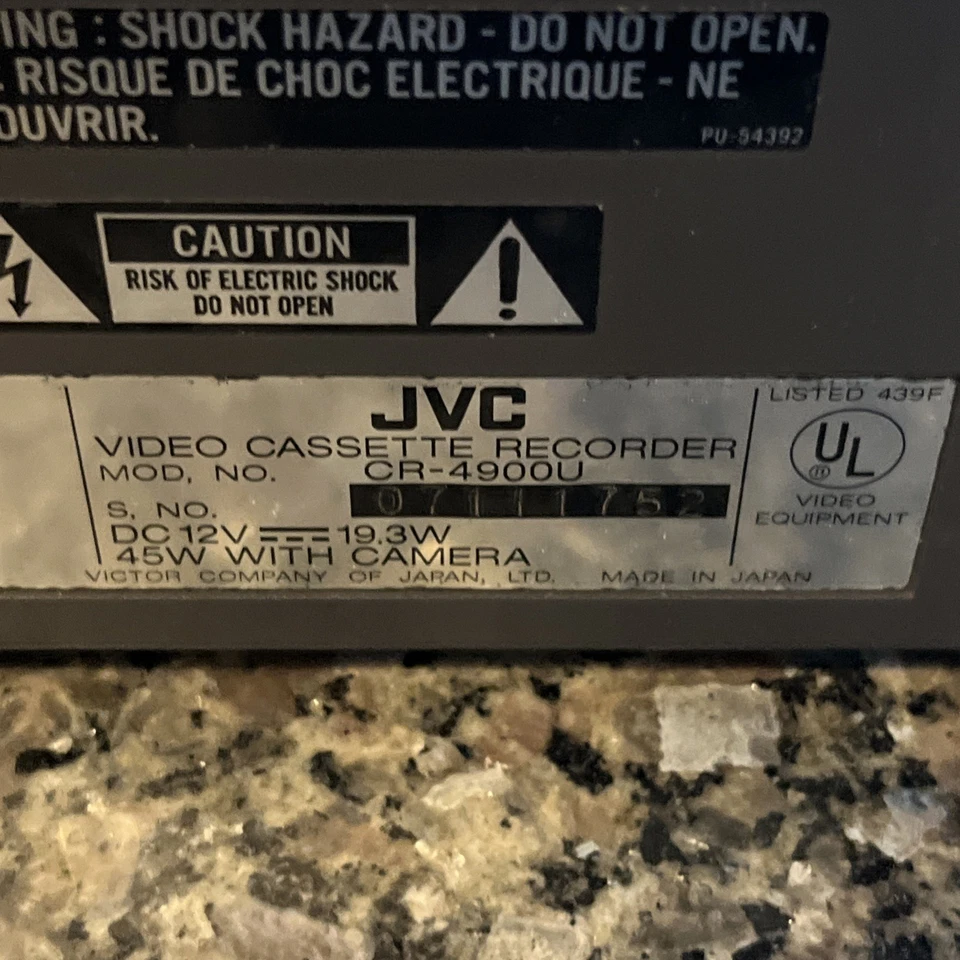 ING : SHOCK HAZARD - DO NOT OPEN.
RISQUE DE CHOC ELECTRIQUE - NE
OUVRIR.
PU-54392
CAUTION
RISK OF ELECTRIC SHOCK
DO NOT OPEN
JVC
VIDEO CASSETTE RECORDER
MOD. NO. CR-4900U
S. NO. 07111752
DC 12V 19.3W
45W WITH CAMERA
VICTOR COMPANY OF JAPAN, LTD. MADE IN JAPAN
LISTED 439F
UL
®
VIDEO
EQUIPMENT